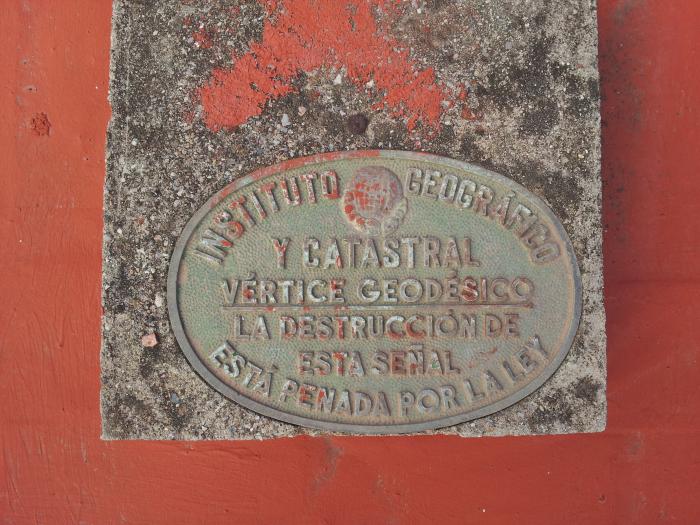 INSTITUTO GEOGRÁFICO
Y CATASTRAL
VÉRTICE GEODÉSICO
LA DESTRUCCIÓN DE
ESTA SEÑAL
ESTÁ PENADA POR LA LEY